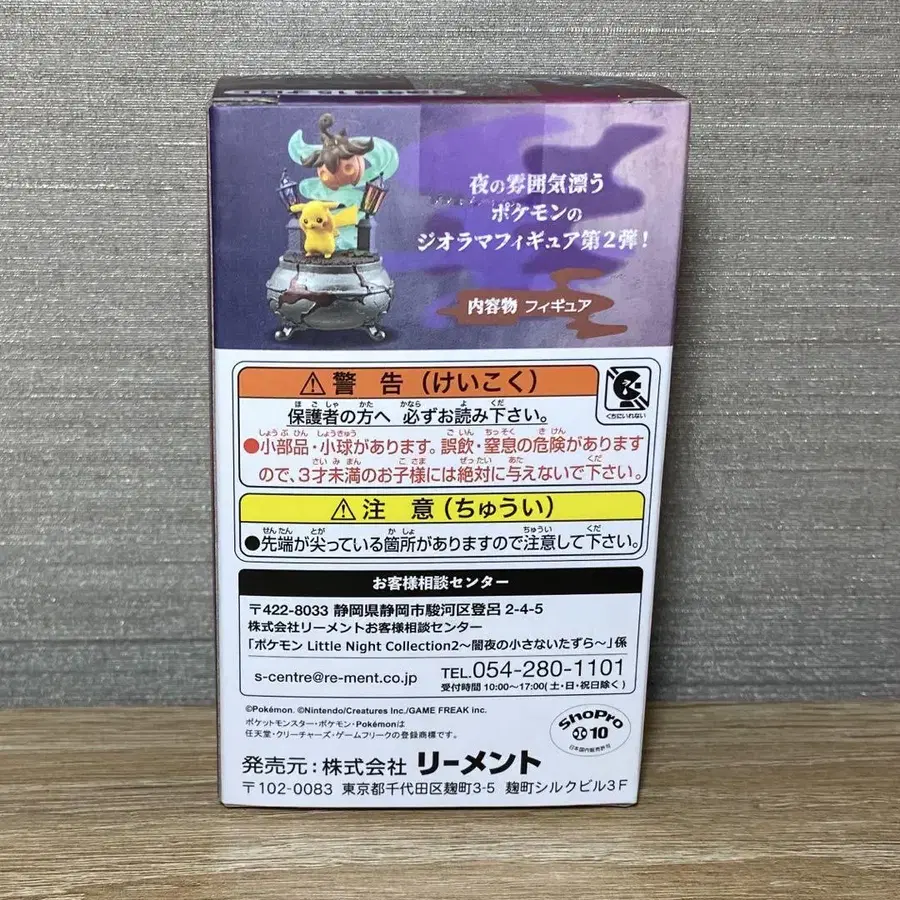 夜の雰囲気漂う
ポケモンの
ジオラマフィギュア第2弾!
内容物 フィギュア
⚠警 告(けいこく)
くちにいれない
保護者の方へ 必ずお読み下さい。
●小部品・小球があります。誤飲・窒息の危険があります
ので、3才未満のお子様には絶対に与えないで下さい。
⚠注 意(ちゅうい)
●先端が尖っている箇所がありますので注意して下さい。
お客様相談センター
〒422-8033 静岡県静岡市駿河区登呂 2-4-5
株式会社リーメントお客様相談センター
「ポケモン Little Night Collection2〜闇夜の小さないたずら〜」係
s-centre@re-ment.co.jp
TEL.054-280-1101
受付時間 10:00〜17:00(土・日・祝日除く)
©Pokémon. ©Nintendo/Creatures Inc./GAME FREAK inc.
ポケットモンスター・ポケモン・Pokémonは
任天堂・クリーチャーズ・ゲームフリークの登録商標です。
ShoPro
10
日本国内販売許可
発売元:株式会社 リーメント
〒102-0083 東京都千代田区麹町3-5 麹町シルクビル3F